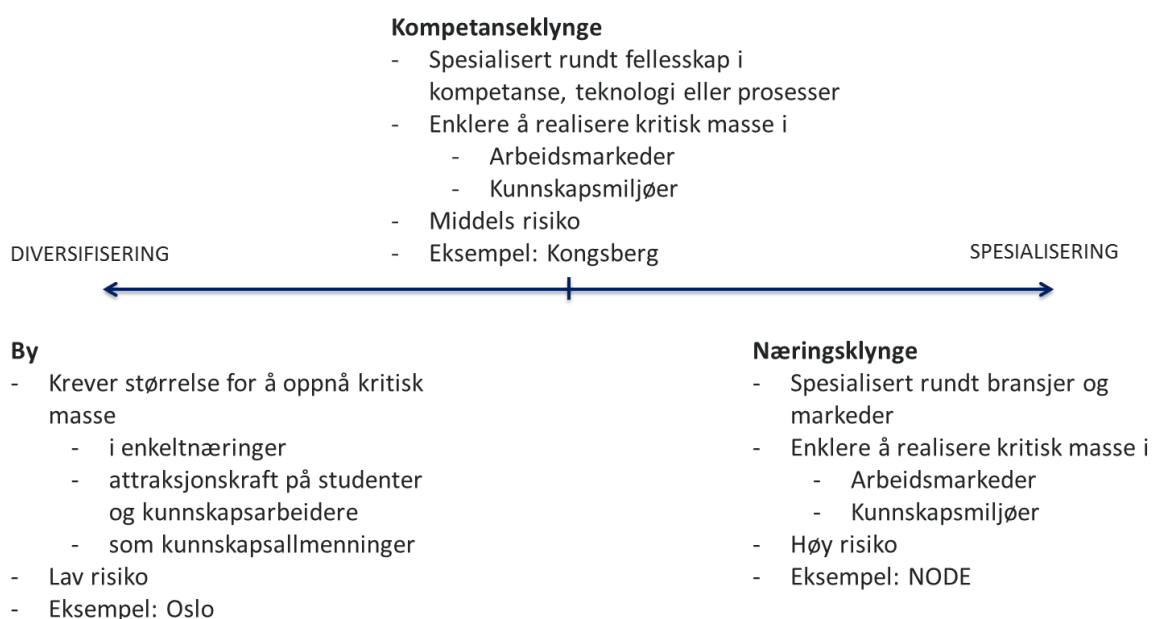 Kompetanseklynge
- Spesialisert rundt fellesskap i
kompetanse, teknologi eller prosesser
- Enklere å realisere kritisk masse i
- Arbeidsmarkeder
- Kunnskapsmiljøer
- Middels risiko
- Eksempel: Kongsberg
DIVERSIFISERING
SPESIALISERING
By
- Krever størrelse for å oppnå kritisk
masse
- i enkeltnæringer
- attraksjonskraft på studenter
og kunnskapsarbeidere
- som kunnskapsallmenninger
- Lav risiko
- Eksempel: Oslo
Næringsklynge
- Spesialisert rundt bransjer og
markeder
- Enklere å realisere kritisk masse i
- Arbeidsmarkeder
- Kunnskapsmiljøer
- Høy risiko
- Eksempel: NODE